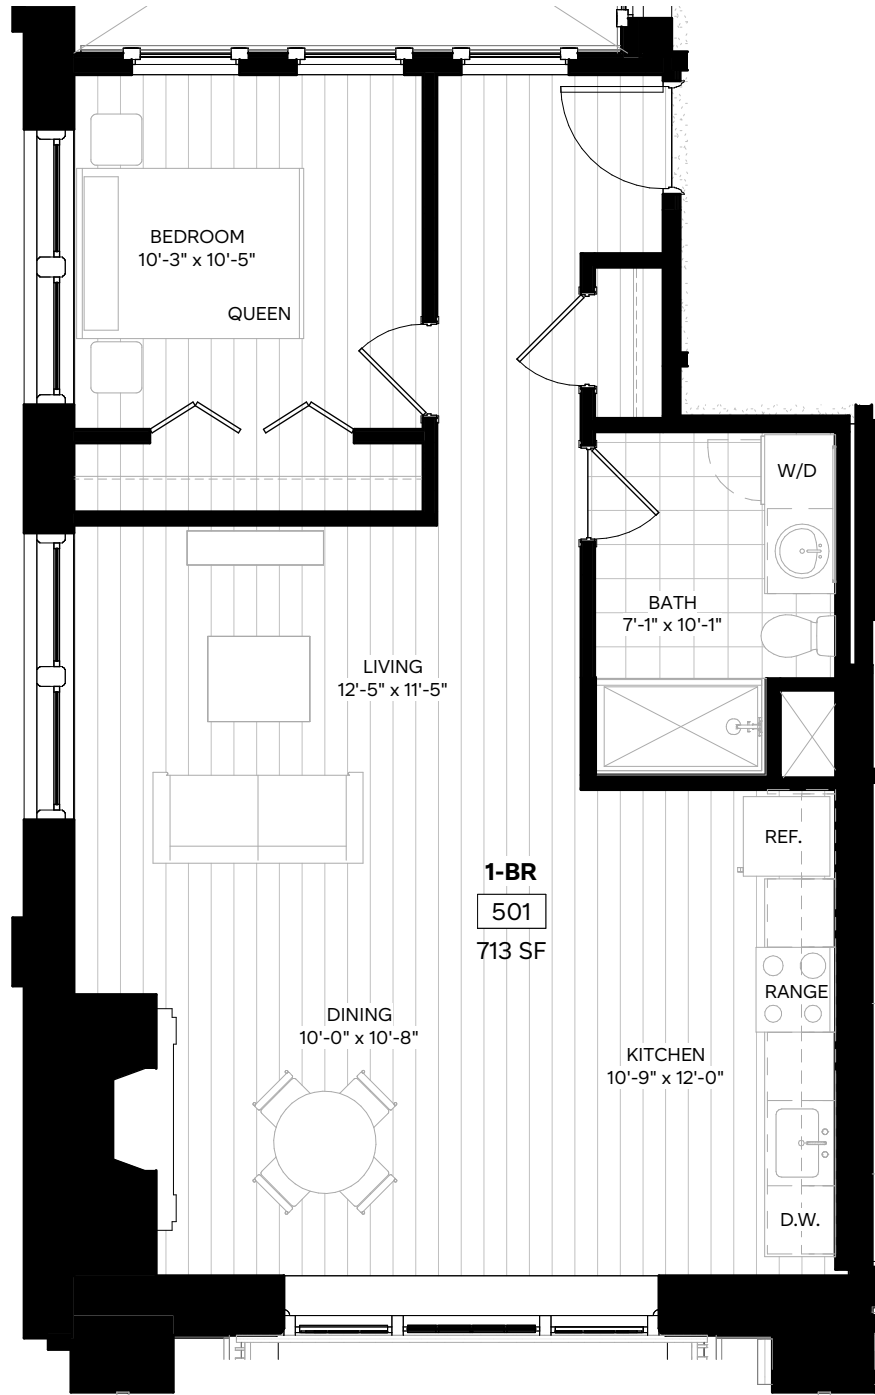 BEDROOM
10'-3" x 10'-5"
QUEEN
W/D
BATH
7'-1" x 10'-1"
LIVING
12'-5" x 11'-5"
REF.
1-BR
501
713 SF
RANGE
DINING
10'-0" x 10'-8"
KITCHEN
10'-9" x 12'-0"
D.W.